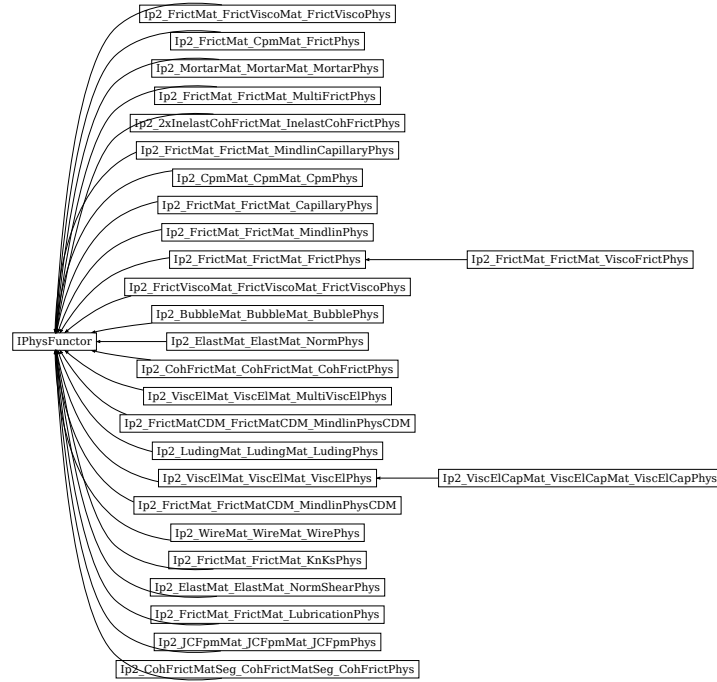 Ip2_FrictMat_FrictViscoMat_FrictViscoPhys
Ip2_FrictMat_CpmMat_FrictPhys
Ip2_MortarMat_MortarMat_MortarPhys
Ip2_FrictMat_FrictMat_MultiFrictPhys
Ip2_2xInelastCohFrictMat_InelastCohFrictPhys
Ip2_FrictMat_FrictMat_MindlinCapillaryPhys
Ip2_CpmMat_CpmMat_CpmPhys
Ip2_FrictMat_FrictMat_CapillaryPhys
Ip2_FrictMat_FrictMat_MindlinPhys
Ip2_FrictMat_FrictMat_FrictPhys
Ip2_FrictMat_FrictMat_ViscoFrictPhys
Ip2_FrictViscoMat_FrictViscoMat_FrictViscoPhys
Ip2_BubbleMat_BubbleMat_BubblePhys
IPhysFunctor
Ip2_ElastMat_ElastMat_NormPhys
Ip2_CohFrictMat_CohFrictMat_CohFrictPhys
Ip2_ViscElMat_ViscElMat_MultiViscElPhys
Ip2_FrictMatCDM_FrictMatCDM_MindlinPhysCDM
Ip2_LudingMat_LudingMat_LudingPhys
Ip2_ViscElMat_ViscElMat_ViscElPhys
Ip2_ViscElCapMat_ViscElCapMat_ViscElCapPhys
Ip2_FrictMat_FrictMatCDM_MindlinPhysCDM
Ip2_WireMat_WireMat_WirePhys
Ip2_FrictMat_FrictMat_KnKsPhys
Ip2_ElastMat_ElastMat_NormShearPhys
Ip2_FrictMat_FrictMat_LubricationPhys
Ip2_JCFpmMat_JCFpmMat_JCFpmPhys
Ip2_CohFrictMatSeg_CohFrictMatSeg_CohFrictPhys